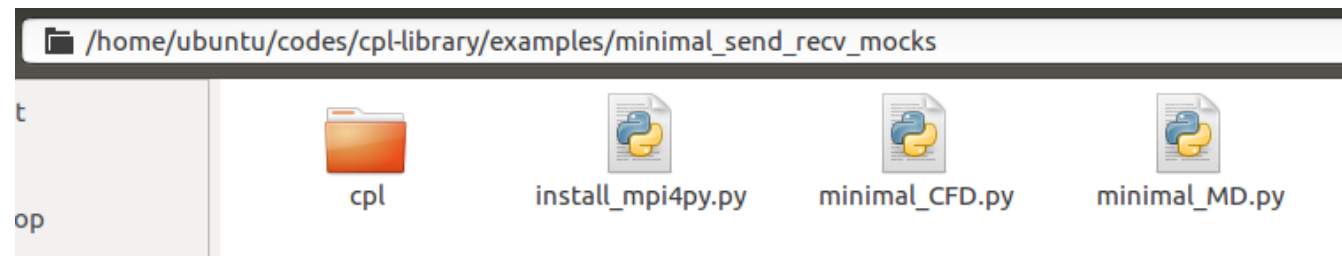 /home/ubuntu/codes/cpl-library/examples/minimal_send_recv_mocks
t
cpl install_mpi4py.py minimal_CFD.py minimal_MD.py
op